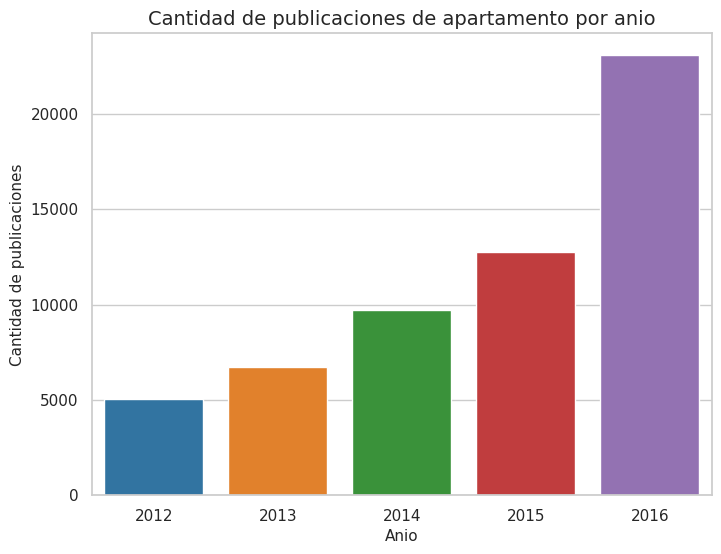 Cantidad de publicaciones de apartamento por anio
Cantidad de publicaciones
20000
15000
10000
5000
0
2012 2013 2014 2015 2016
Anio